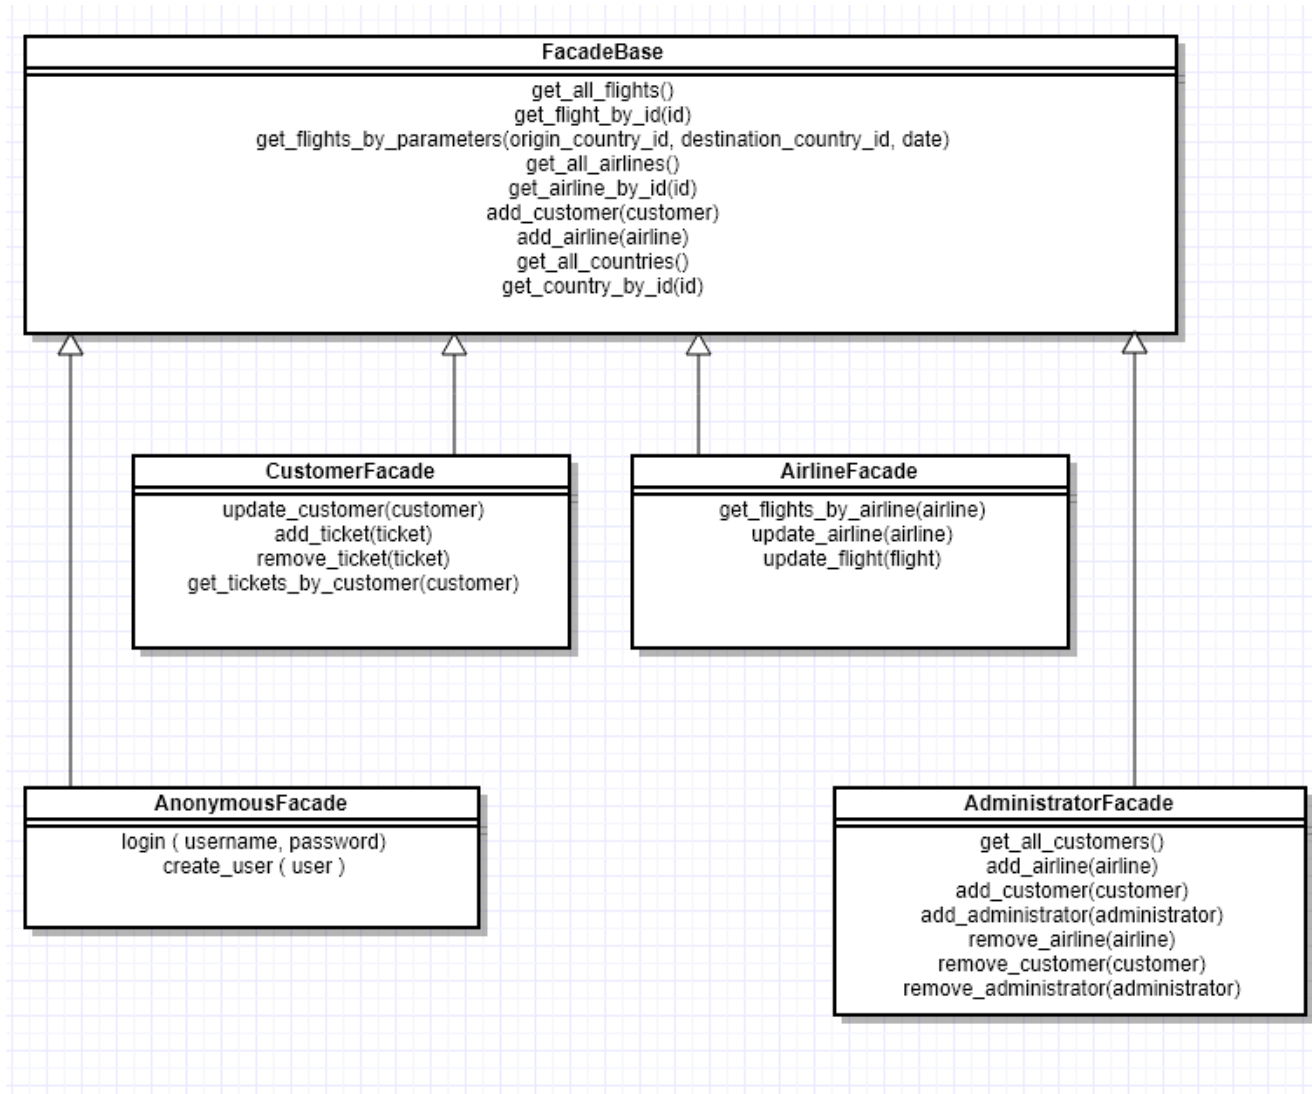 FacadeBase
get_all_flights()
get_flight_by_id(id)
get_flights_by_parameters(origin_country_id, destination_country_id, date)
get_all_airlines()
get_airline_by_id(id)
add_customer(customer)
add_airline(airline)
get_all_countries()
get_country_by_id(id)
CustomerFacade
update_customer(customer)
add_ticket(ticket)
remove_ticket(ticket)
get_tickets_by_customer(customer)
AirlineFacade
get_flights_by_airline(airline)
update_airline(airline)
update_flight(flight)
AnonymousFacade
login ( username, password)
create_user ( user )
AdministratorFacade
get_all_customers()
add_airline(airline)
add_customer(customer)
add_administrator(administrator)
remove_airline(airline)
remove_customer(customer)
remove_administrator(administrator)